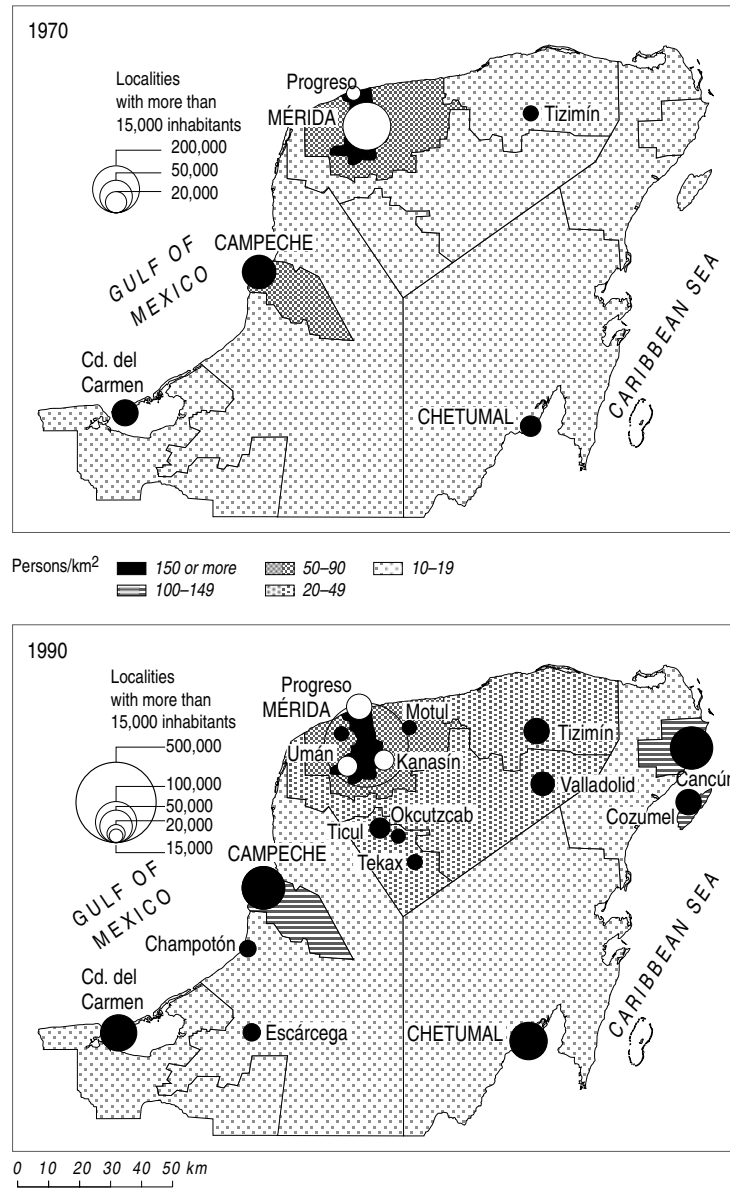 1970
Localities
with more than
15,000 inhabitants
200,000
50,000
20,000
Progreso
MÉRIDA
Tizimín
CAMPECHE
GULF OF
MEXICO
Cd. del
Carmen
CHETUMAL
CARIBBEAN SEA
Persons/km²
150 or more
50–90
10–19
100–149
20–49
1990
Localities
with more than
15,000 inhabitants
500,000
100,000
50,000
20,000
15,000
Progreso
MÉRIDA
Motul
Tizimín
Umán
Kanasín
Cancún
Valladolid
Cozumel
Okcutzcab
Ticul
Tekax
CAMPECHE
GULF OF
MEXICO
Champotón
Cd. del
Carmen
Escárcega
CHETUMAL
CARIBBEAN SEA
0 10 20 30 40 50 km